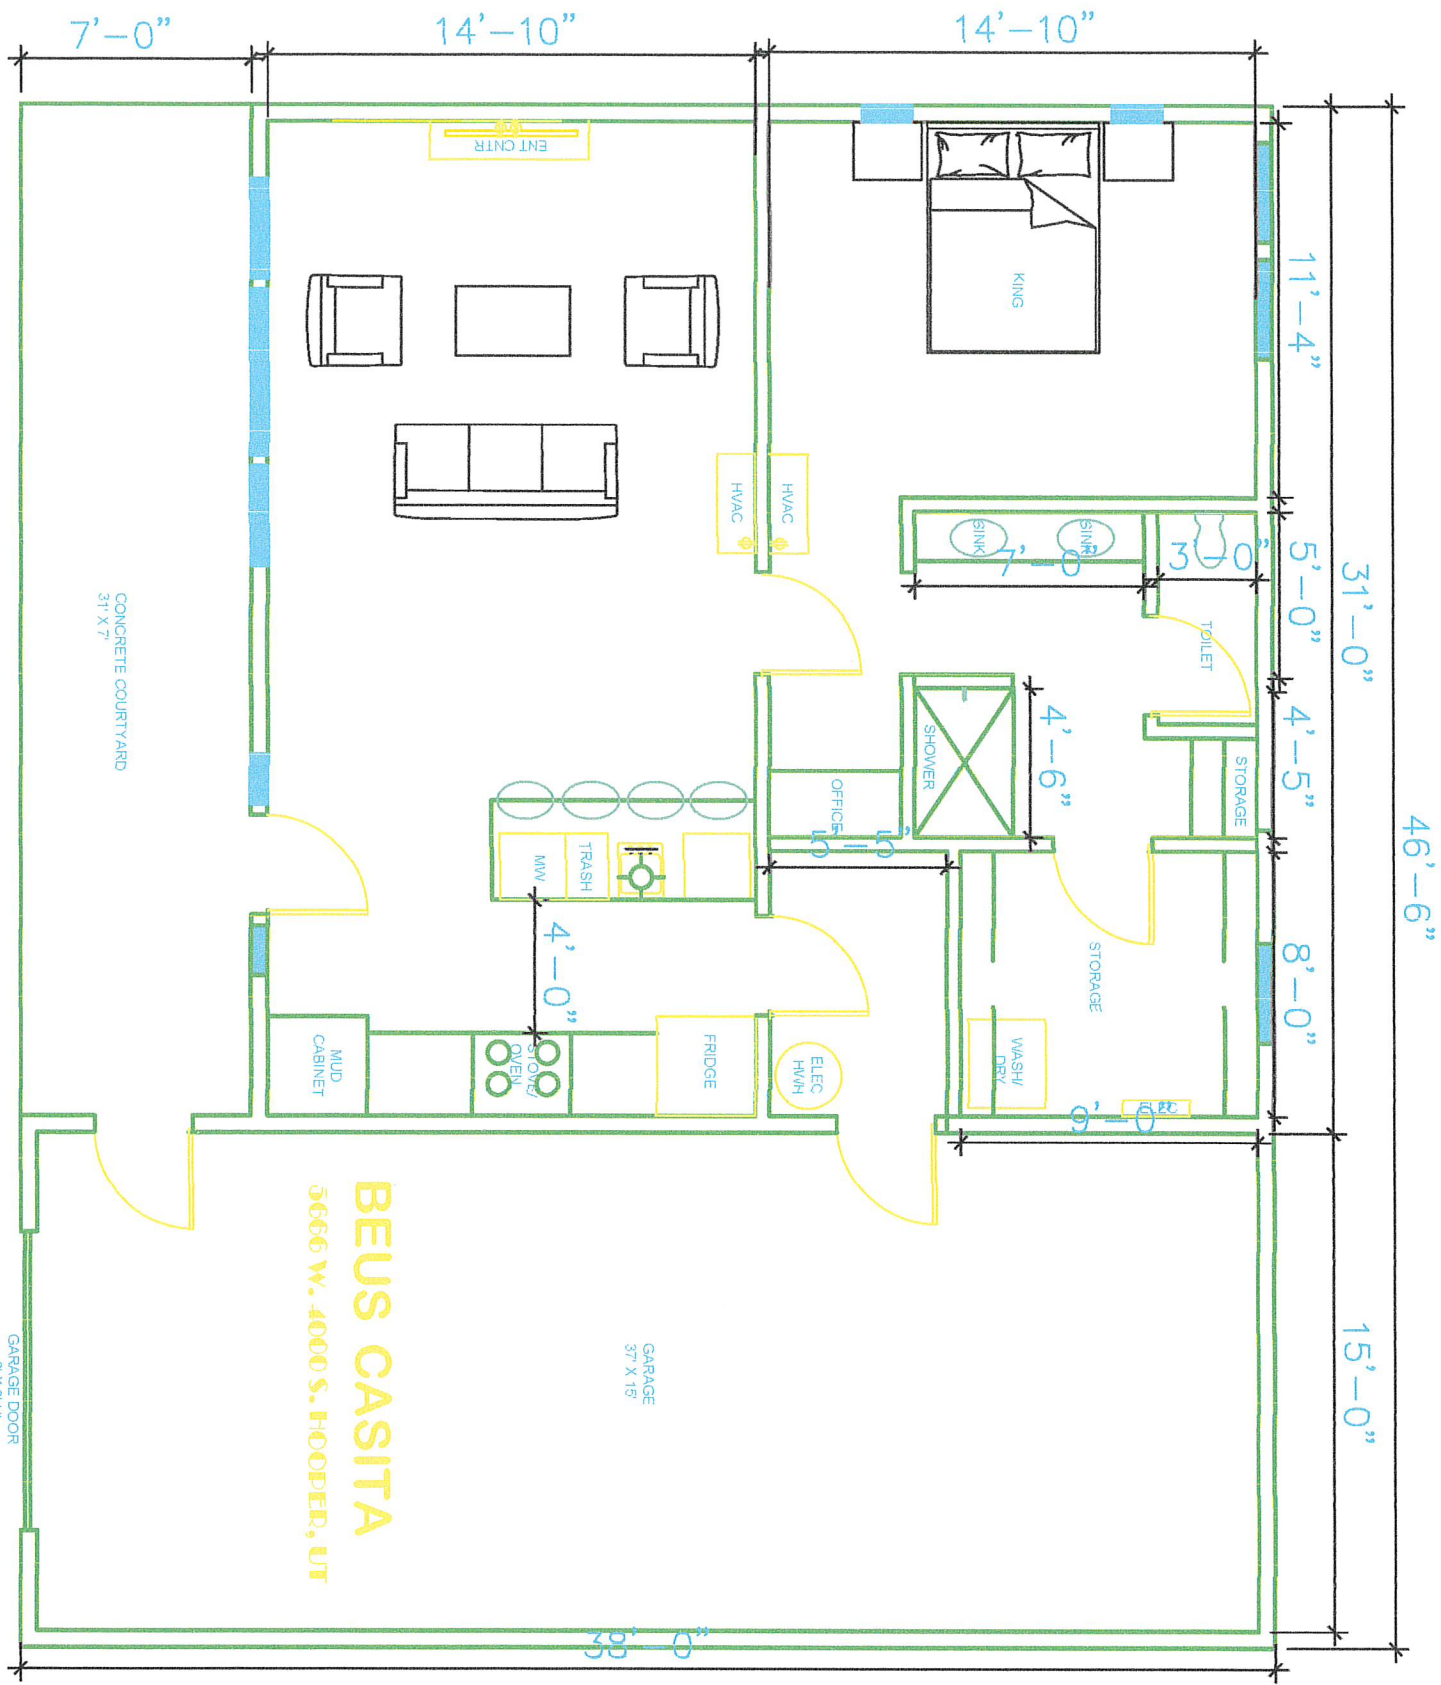 7'-0"
14'-10"
14'-10"
ENT CNTR
KING
11'-4"
HVAC
HVAC
SINK
SINK
7'-0"
3'-0"
5'-0"
31'-0"
46'-6"
TOILET
CONCRETE COURTYARD
31' X 7'
4'-6"
4'-5"
SHOWER
STORAGE
OFFICE
5'-5"
MW
TRASH
4'-0"
STORAGE
8'-0"
MUD
CABINET
STOVE/
OVEN
FRIDGE
ELEC
HWH
WASH/
DRY
ELEC
9'-0"
BEUS CASITA
5666 W. 4000 S. HOOPER, UT
GARAGE
37' X 15'
15'-0"
GARAGE DOOR
38'-0"